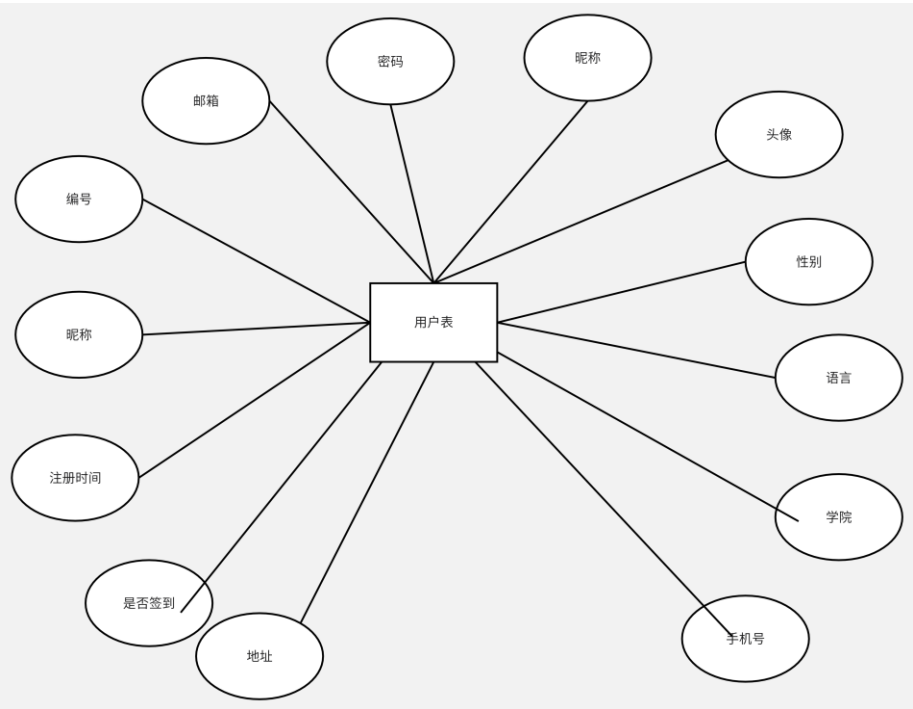 昵称
密码
邮箱
头像
编号
性别
用户表
昵称
语言
注册时间
学院
是否签到
手机号
地址